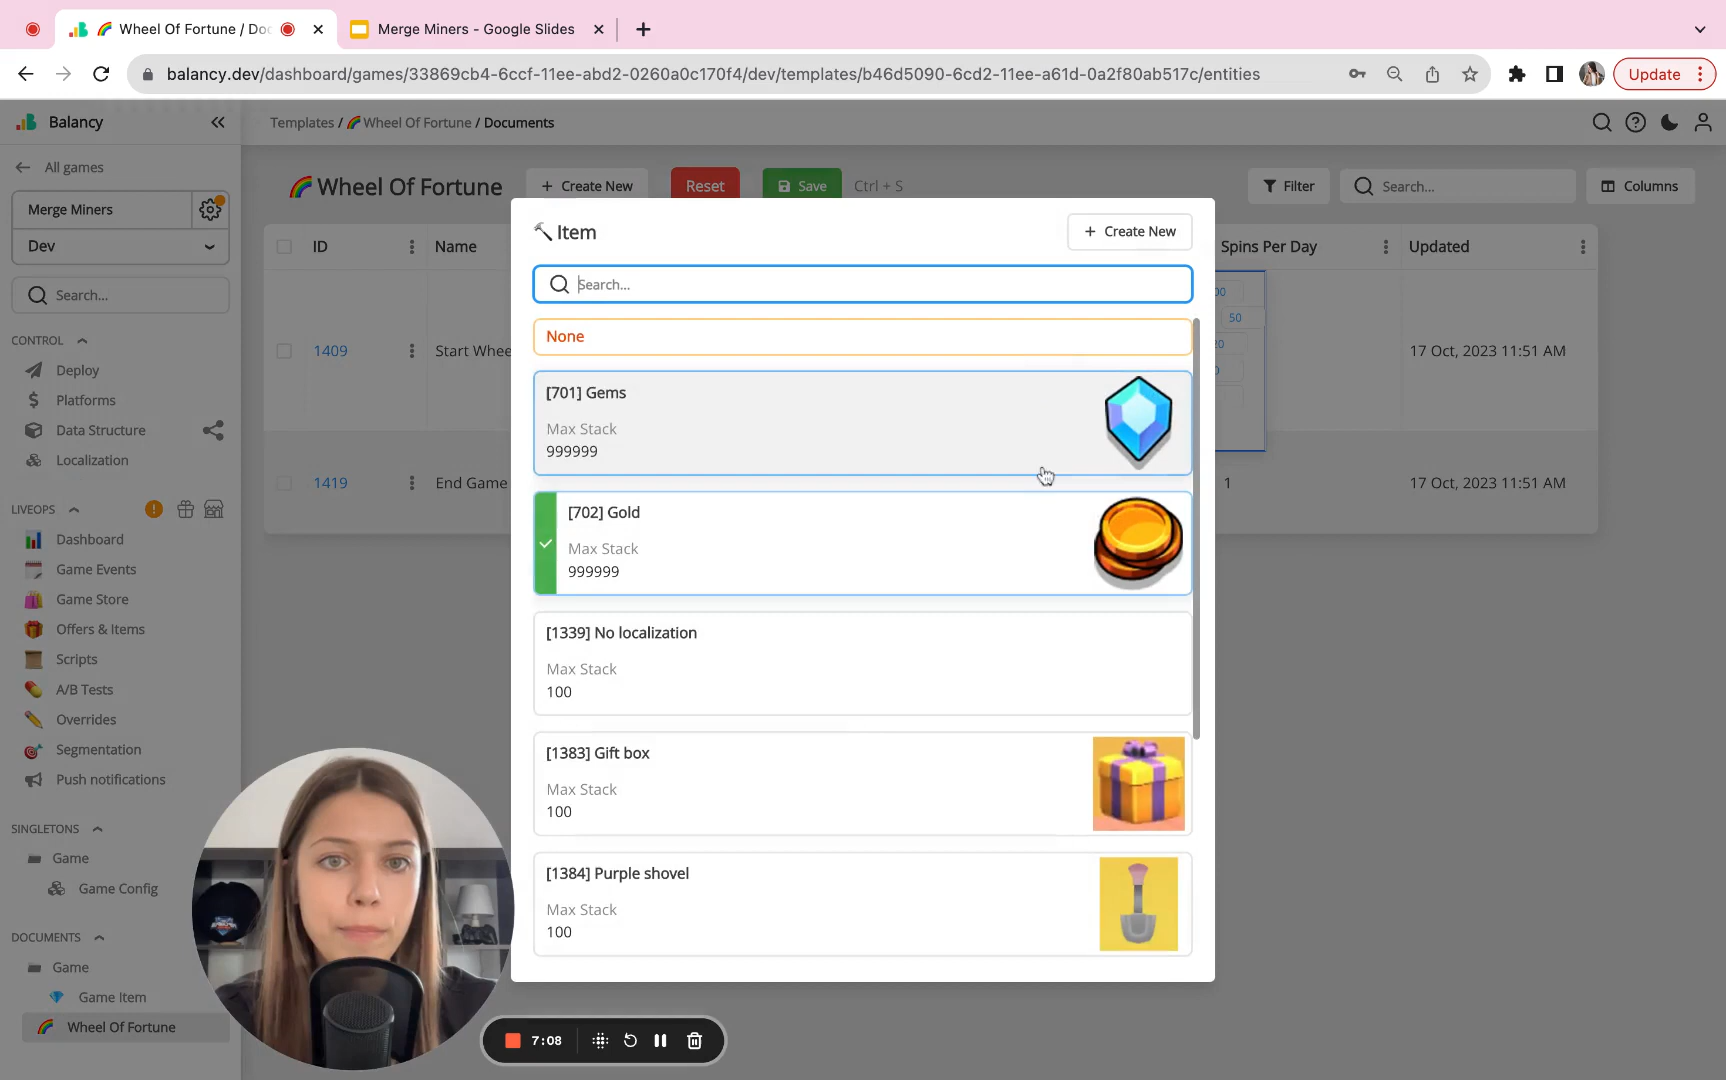 Wheel Of Fortune / Doc
Merge Miners - Google Slides
balancy.dev/dashboard/games/33869cb4-6ccf-11ee-abd2-0260a0c170f4/dev/templates/b46d5090-6cd2-11ee-a61d-0a2f80ab517c/entities
Update
Balancy
Templates / Wheel Of Fortune / Documents
All games
Merge Miners
Dev
Search...
CONTROL
Deploy
Platforms
Data Structure
Localization
LIVEOPS
Dashboard
Game Events
Game Store
Offers & Items
Scripts
A/B Tests
Overrides
Segmentation
Push notifications
SINGLETONS
Game
Game Config
DOCUMENTS
Game
Game Item
Wheel Of Fortune
Wheel Of Fortune
Create New
Reset
Save
Ctrl + S
Filter
Search...
Columns
ID
Name
Spins Per Day
Updated
1409
Start Whee
50
20
17 Oct, 2023 11:51 AM
1419
End Game
1
17 Oct, 2023 11:51 AM
Item
Create New
Search...
None
[701] Gems
Max Stack
999999
[702] Gold
Max Stack
999999
[1339] No localization
Max Stack
100
[1383] Gift box
Max Stack
100
[1384] Purple shovel
Max Stack
100
7:08